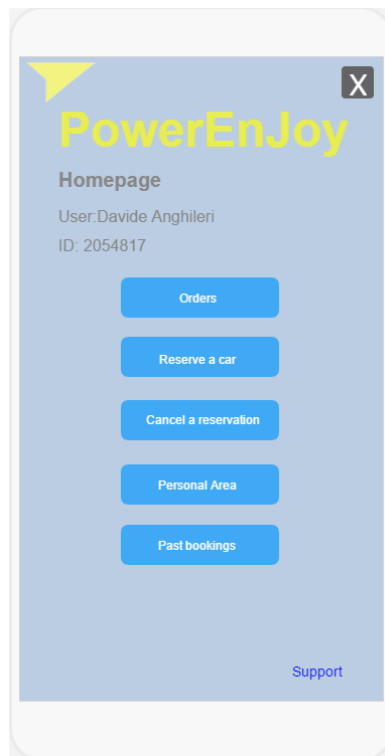 X
PowerEnJoy
Homepage
User:Davide Anghileri
ID: 2054817
Orders
Reserve a car
Cancel a reservation
Personal Area
Past bookings
Support